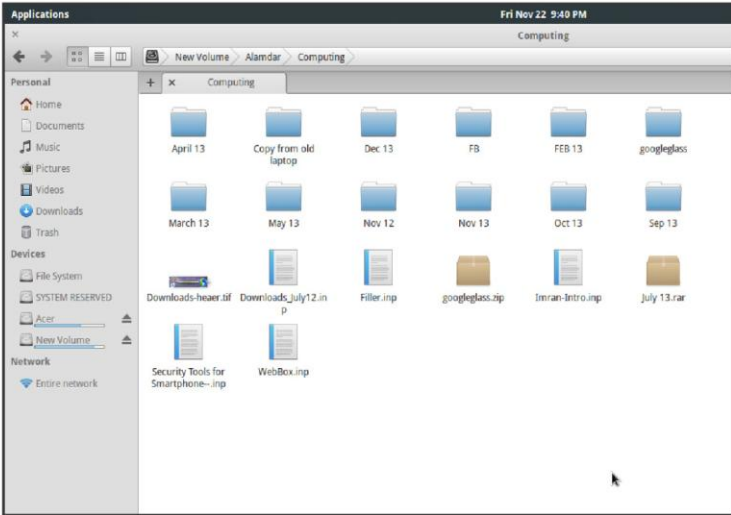 Applications
Fri Nov 22 9:40 PM
Computing
New Volume
Alamdar
Computing
Personal
Computing
Home
Documents
Music
Pictures
Videos
Downloads
Trash
Devices
File System
SYSTEM RESERVED
Acer
New Volume
Network
Entire network
April 13
Copy from old
laptop
Dec 13
FB
FEB 13
googleglass
March 13
May 13
Nov 12
Nov 13
Oct 13
Sep 13
Downloads-heaer.tif
Downloads_July12.in
p
Filler.inp
googleglass.zip
Imran-Intro.inp
July 13.rar
Security Tools for
Smartphone--.inp
WebBox.inp